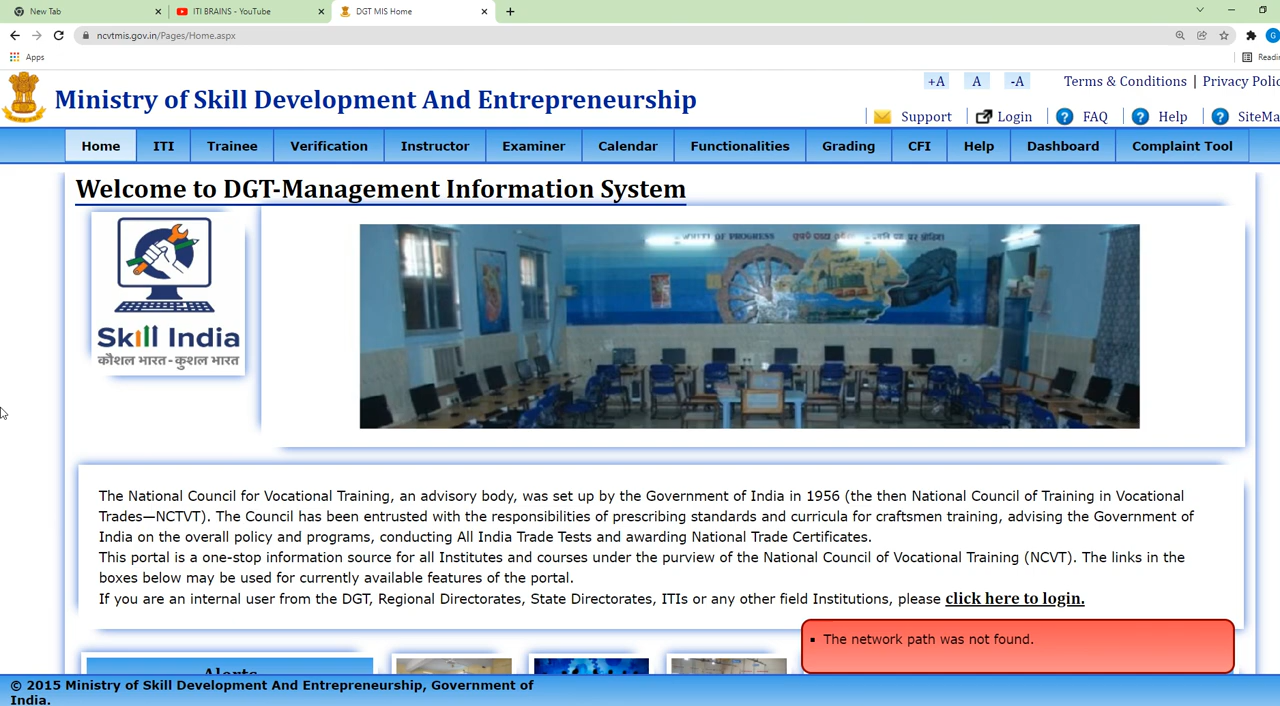 New Tab
ITI BRAINS - YouTube
DGT MIS Home
ncvtmis.gov.in/Pages/Home.aspx
G
Apps
+A A -A Terms & Conditions | Privacy
Ministry of Skill Development And Entrepreneurship
Support Login FAQ Help
Home ITI Trainee Verification Instructor Examiner Calendar Functionalities Grading CFI Help Dashboard Complaint Tool
Welcome to DGT-Management Information System
OF PROGRESS
Skill India
कौशल भारत-कुशल भारत
The National Council for Vocational Training, an advisory body, was set up by the Government of India in 1956 (the then National Council of Training in Vocational
Trades—NCTVT). The Council has been entrusted with the responsibilities of prescribing standards and curricula for craftsmen training, advising the Government of
India on the overall policy and programs, conducting All India Trade Tests and awarding National Trade Certificates.
This portal is a one-stop information source for all Institutes and courses under the purview of the National Council of Vocational Training (NCVT). The links in the
boxes below may be used for currently available features of the portal.
If you are an internal user from the DGT, Regional Directorates, State Directorates, ITIs or any other field Institutions, please click here to login.
The network path was not found.
Alerts
© 2015 Ministry of Skill Development And Entrepreneurship, Government of
India.